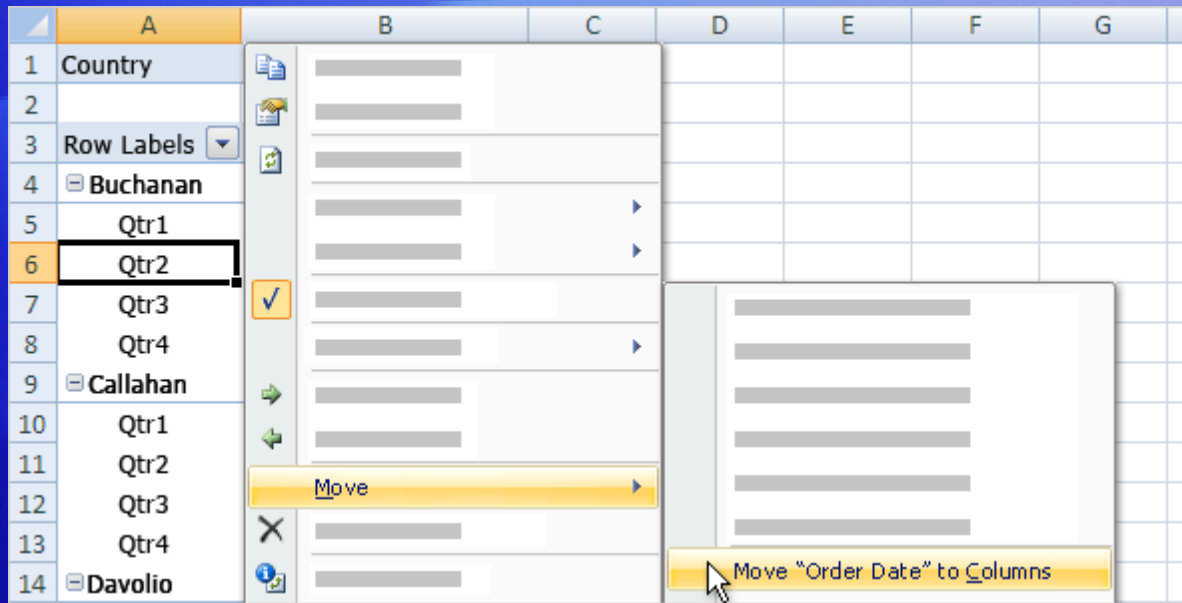 A B C D E F G
1 Country
2
3 Row Labels
4 Buchanan
5 Qtr1
6 Qtr2
7 Qtr3
8 Qtr4
9 Callahan
10 Qtr1
11 Qtr2
12 Qtr3
13 Qtr4
14 Davolio
Move
Move "Order Date" to Columns